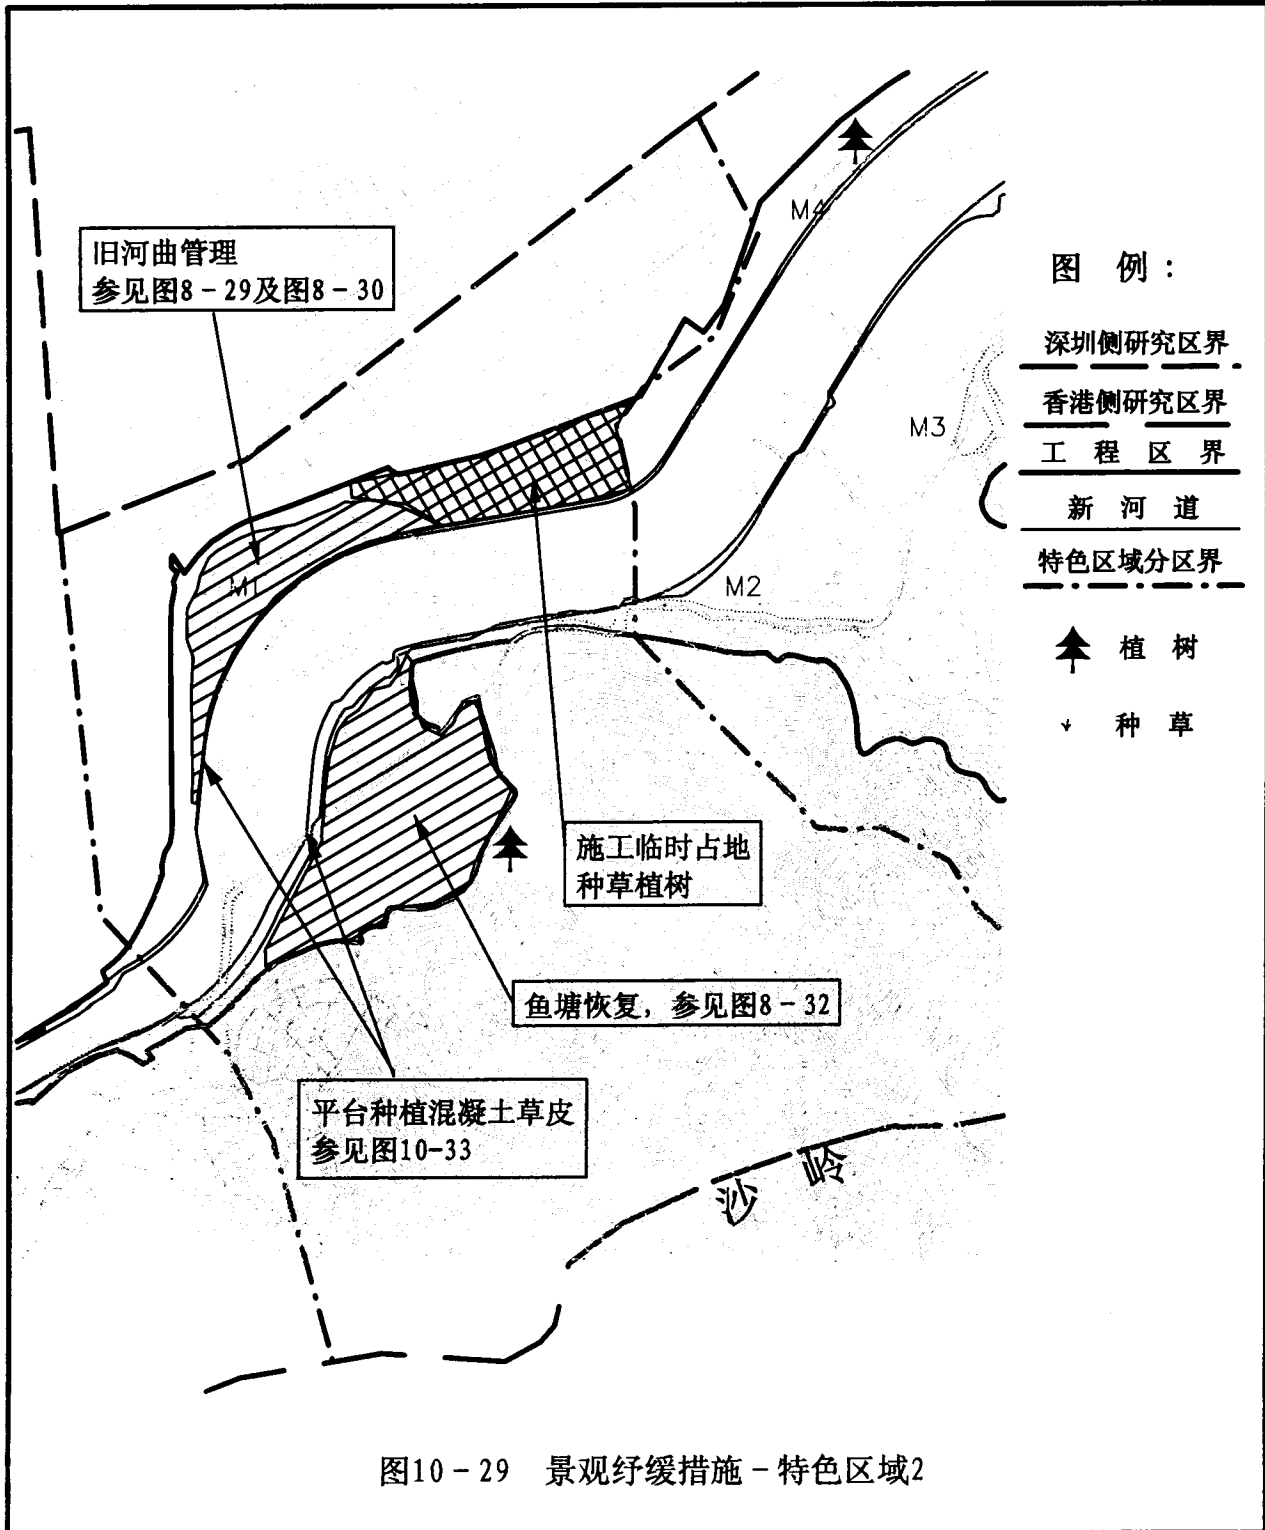 旧河曲管理
参见图8－29及图8－30
M4
图 例：
深圳侧研究区界
香港侧研究区界
M3
工 程 区 界
新 河 道
特色区域分区界
M1
M2
植 树
种 草
施工临时占地
种草植树
鱼塘恢复，参见图8－32
平台种植混凝土草皮
参见图10-33
沙 岭
图10－29 景观纾缓措施－特色区域2